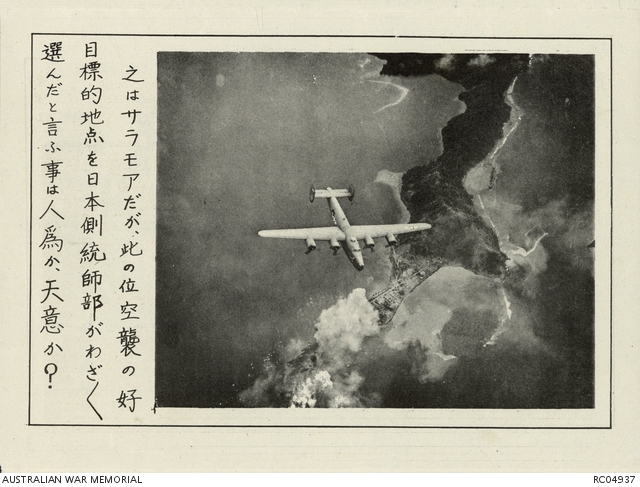 之はサラモアだが、此の位空襲の好
目標的地点を日本側統師部がわざ〱
選んだと言ふ事は人爲か、天意か?
AUSTRALIAN WAR MEMORIAL
RC04937